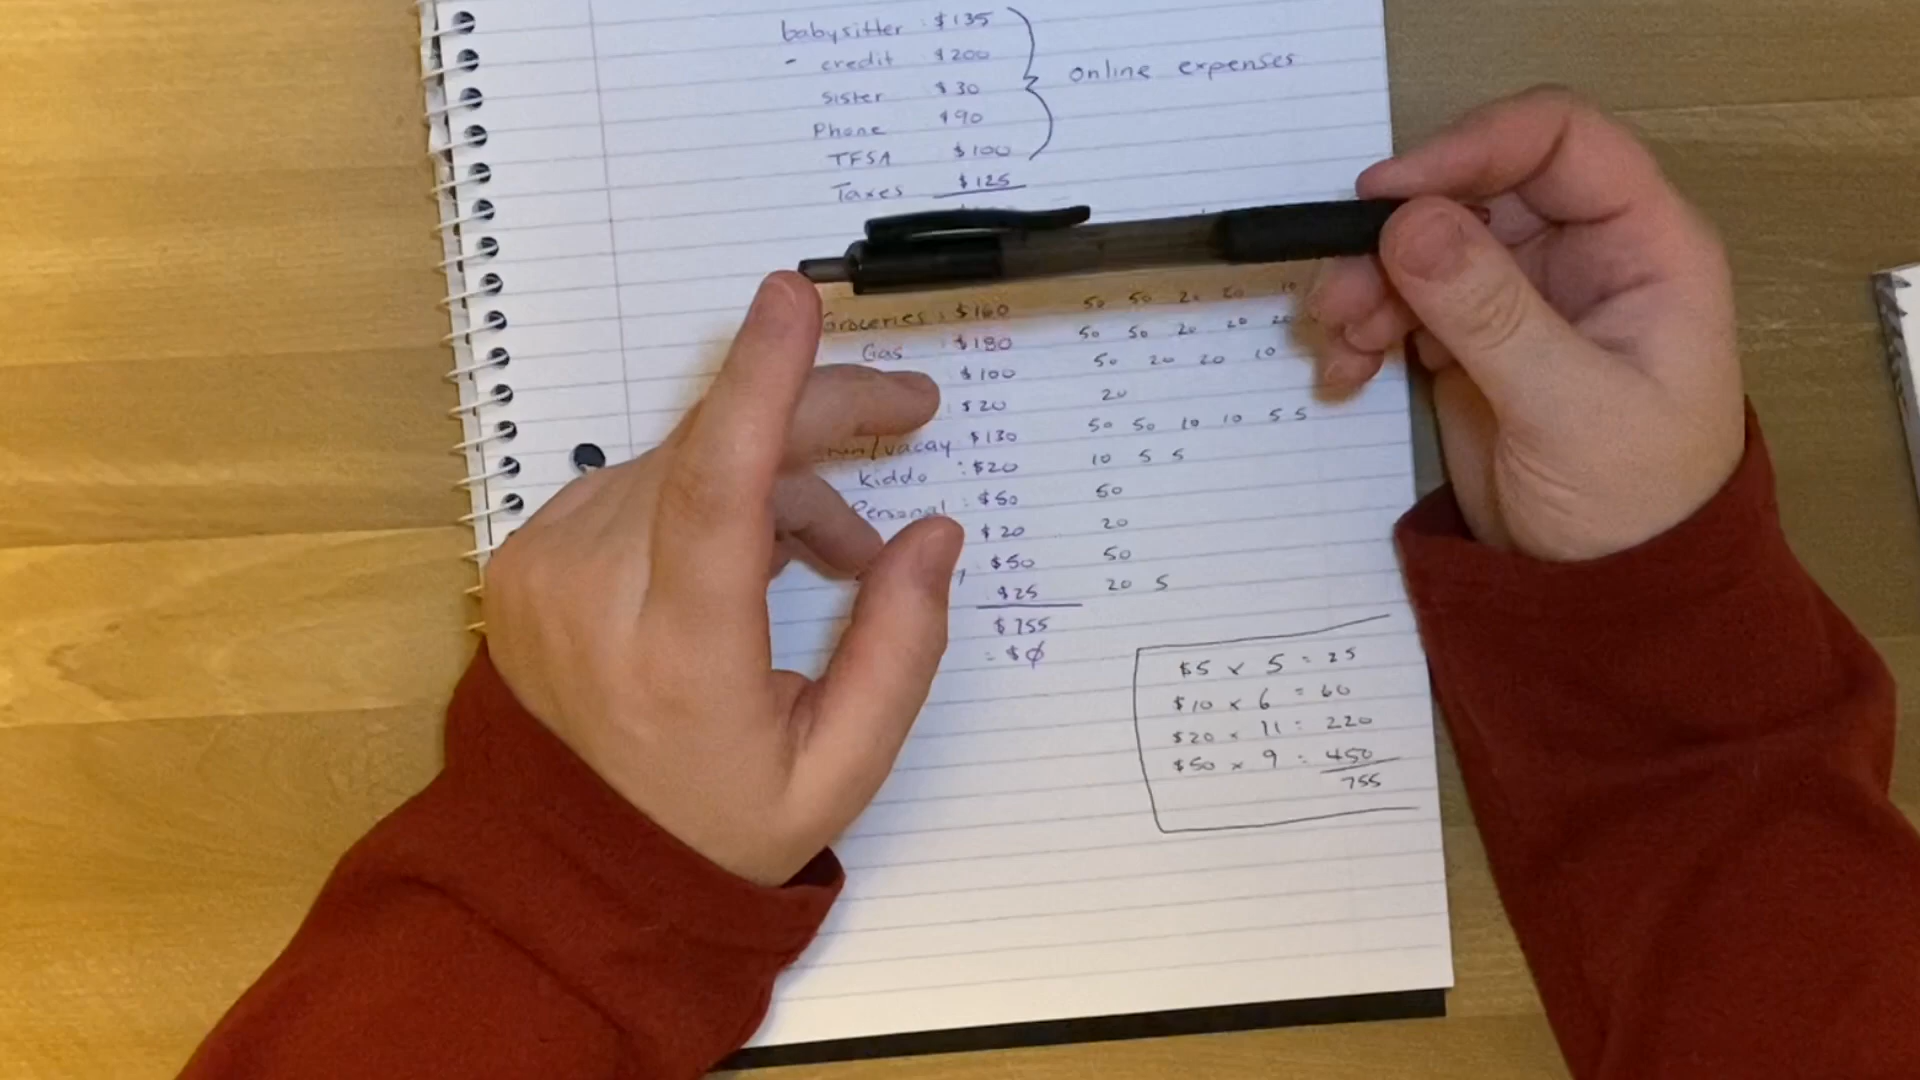 babysitter : $135
- credit $200
Sister $30
Phone $90
TFSA $100
Taxes $125
online expenses
Groceries : $160 50 50 20 20 10
Gas : $180 50 50 20 20 20
$100 50 20 20 10
: $20 20
/vacay $130 50 50 10 10 5 5
Kiddo : $20 10 5 5
Personal : $50 50
$20 20
$50 50
$25 20 5
$755
= $0
$5 x 5 = 25
$10 x 6 = 60
$20 x 11 = 220
$50 x 9 = 450
755